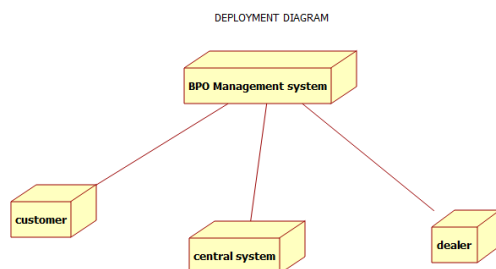 DEPLOYMENT DIAGRAM
BPO Management system
customer
central system
dealer